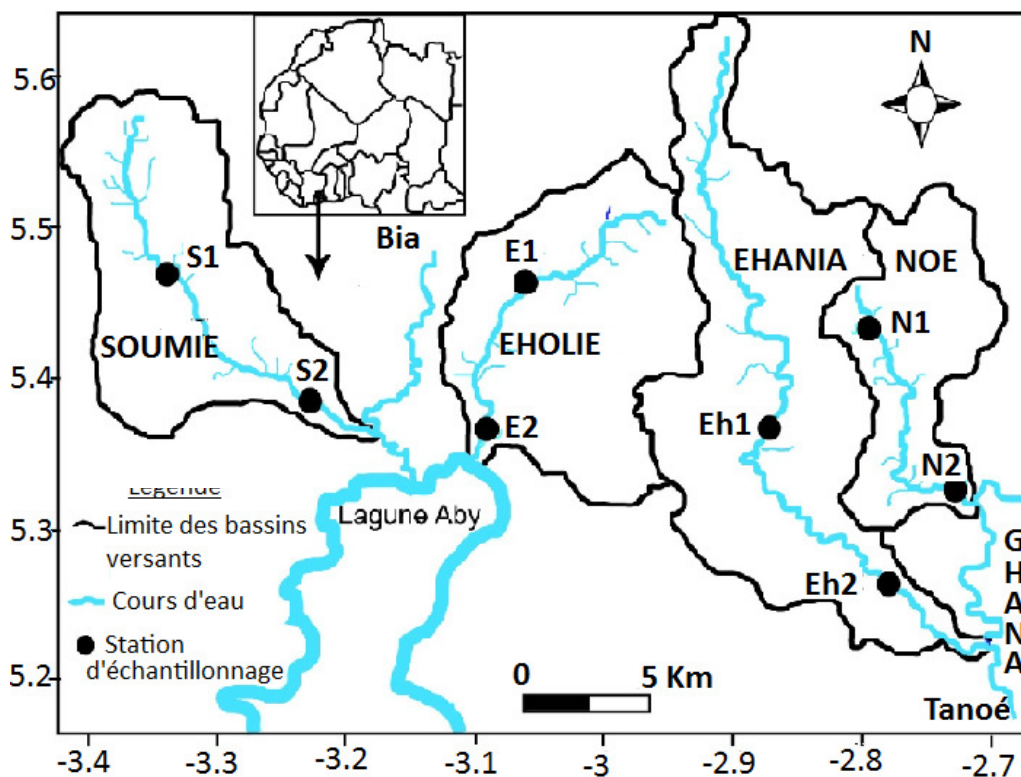 N
5.6
5.5
5.4
5.3
5.2
Bia
S1
SOUMIE
S2
E1
EHOLIE
E2
EHANIA
NOE
N1
Eh1
N2
Eh2
Lagune Aby
Légende
Limite des bassins
versants
Cours d'eau
Station
d'échantillonnage
0 5 Km
GHANA
Tanoé
-3.4 -3.3 -3.2 -3.1 -3 -2.9 -2.8 -2.7